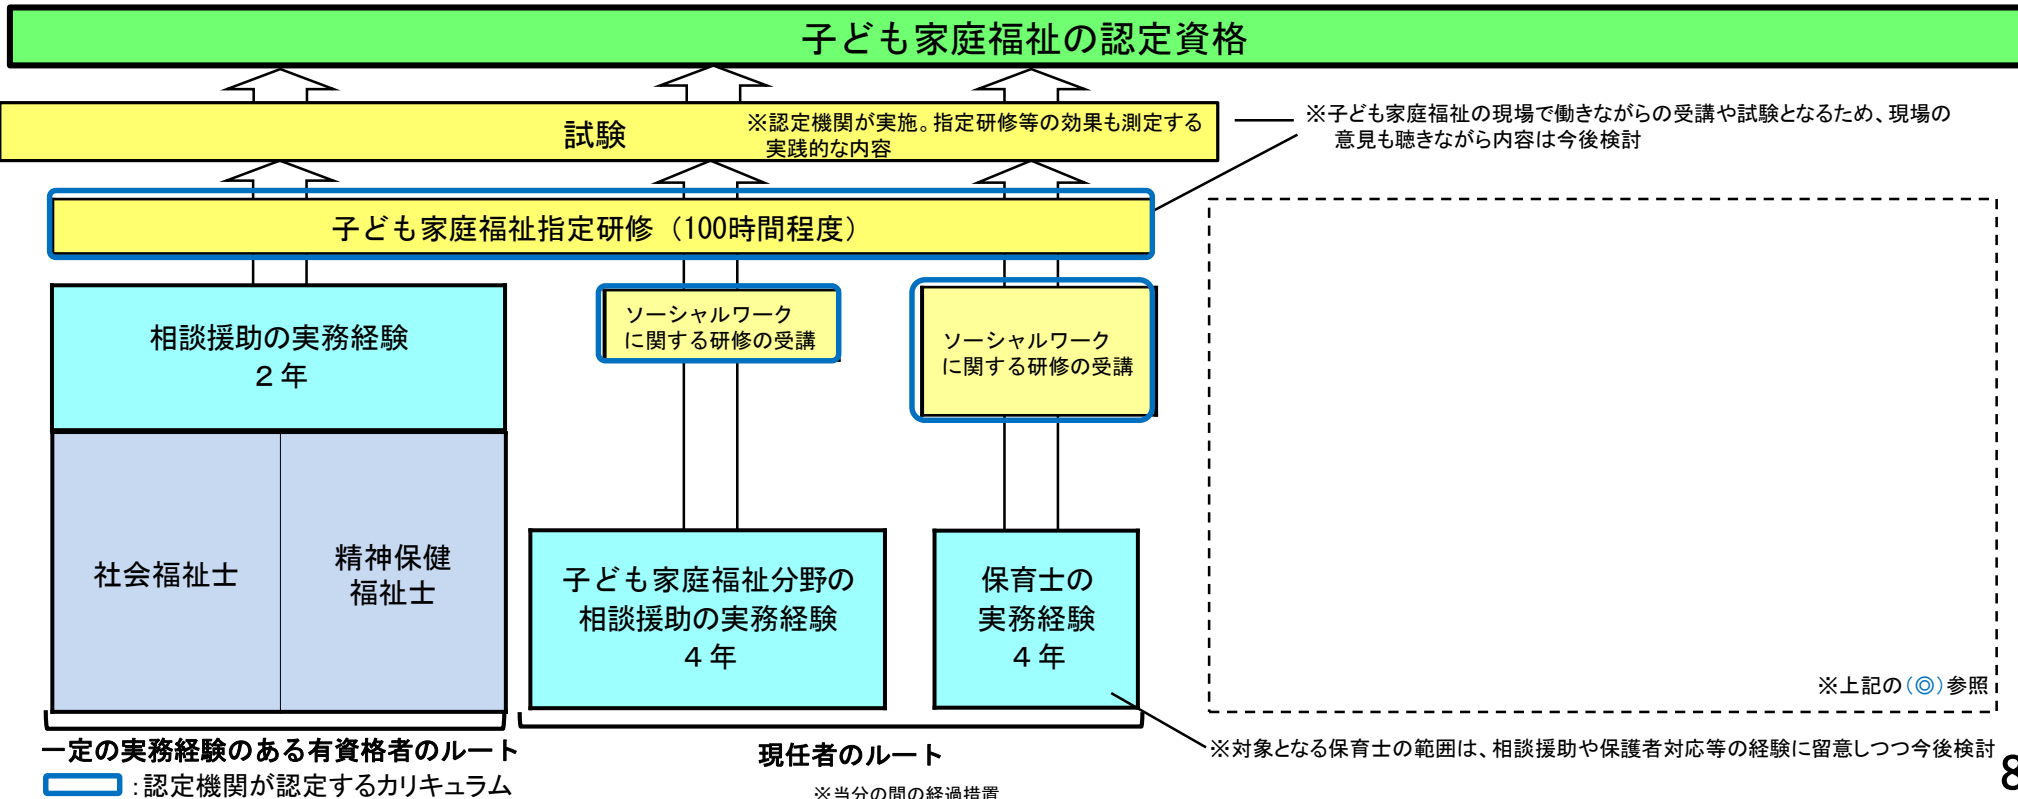 子ども家庭福祉の認定資格
試験
※認定機関が実施。指定研修等の効果も測定する
実践的な内容
※子ども家庭福祉の現場で働きながらの受講や試験となるため、現場の
意見も聴きながら内容は今後検討
子ども家庭福祉指定研修（100時間程度）
相談援助の実務経験
２年
ソーシャルワーク
に関する研修の受講
ソーシャルワーク
に関する研修の受講
社会福祉士
精神保健
福祉士
子ども家庭福祉分野の
相談援助の実務経験
４年
保育士の
実務経験
４年
※上記の(◎)参照
一定の実務経験のある有資格者のルート
現任者のルート
※対象となる保育士の範囲は、相談援助や保護者対応等の経験に留意しつつ今後検討
：認定機関が認定するカリキュラム
※当分の間の経過措置
8